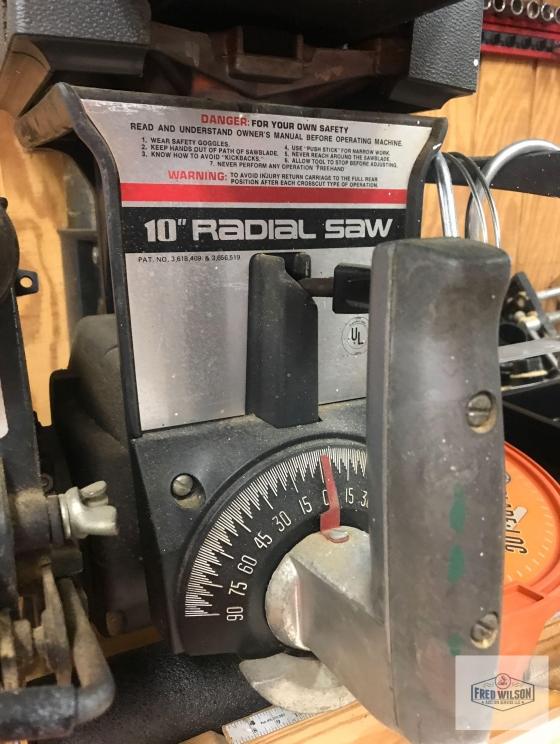 DANGER: FOR YOUR OWN SAFETY
READ AND UNDERSTAND OWNER'S MANUAL BEFORE OPERATING MACHINE.
1. WEAR SAFETY GOGGLES.
2. KEEP HANDS OUT OF PATH OF SAWBLADE.
3. KNOW HOW TO AVOID "KICKBACKS."
4. USE "PUSH STICK" FOR NARROW WORK.
5. NEVER REACH AROUND THE SAWBLADE.
6. ALLOW TOOL TO STOP BEFORE ADJUSTING.
7. NEVER PERFORM ANY OPERATION "FREEHAND
WARNING: TO AVOID INJURY RETURN CARRIAGE TO THE FULL REAR
POSITION AFTER EACH CROSSCUT TYPE OF OPERATION.
10" RADIAL SAW
PAT. NO. 3,618,409 & 3,656,519
UL
90 75 60 45 30 15 0 15 30
FRED WILSON